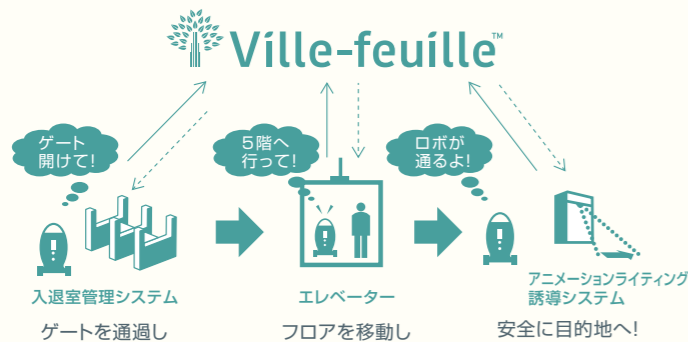 Ville-feuille™
ゲート
開けて!
5階へ
行って!
ロボが
通るよ!
入退室管理システム
エレベーター
アニメーションライティング
誘導システム
ゲートを通過し
フロアを移動し
安全に目的地へ!